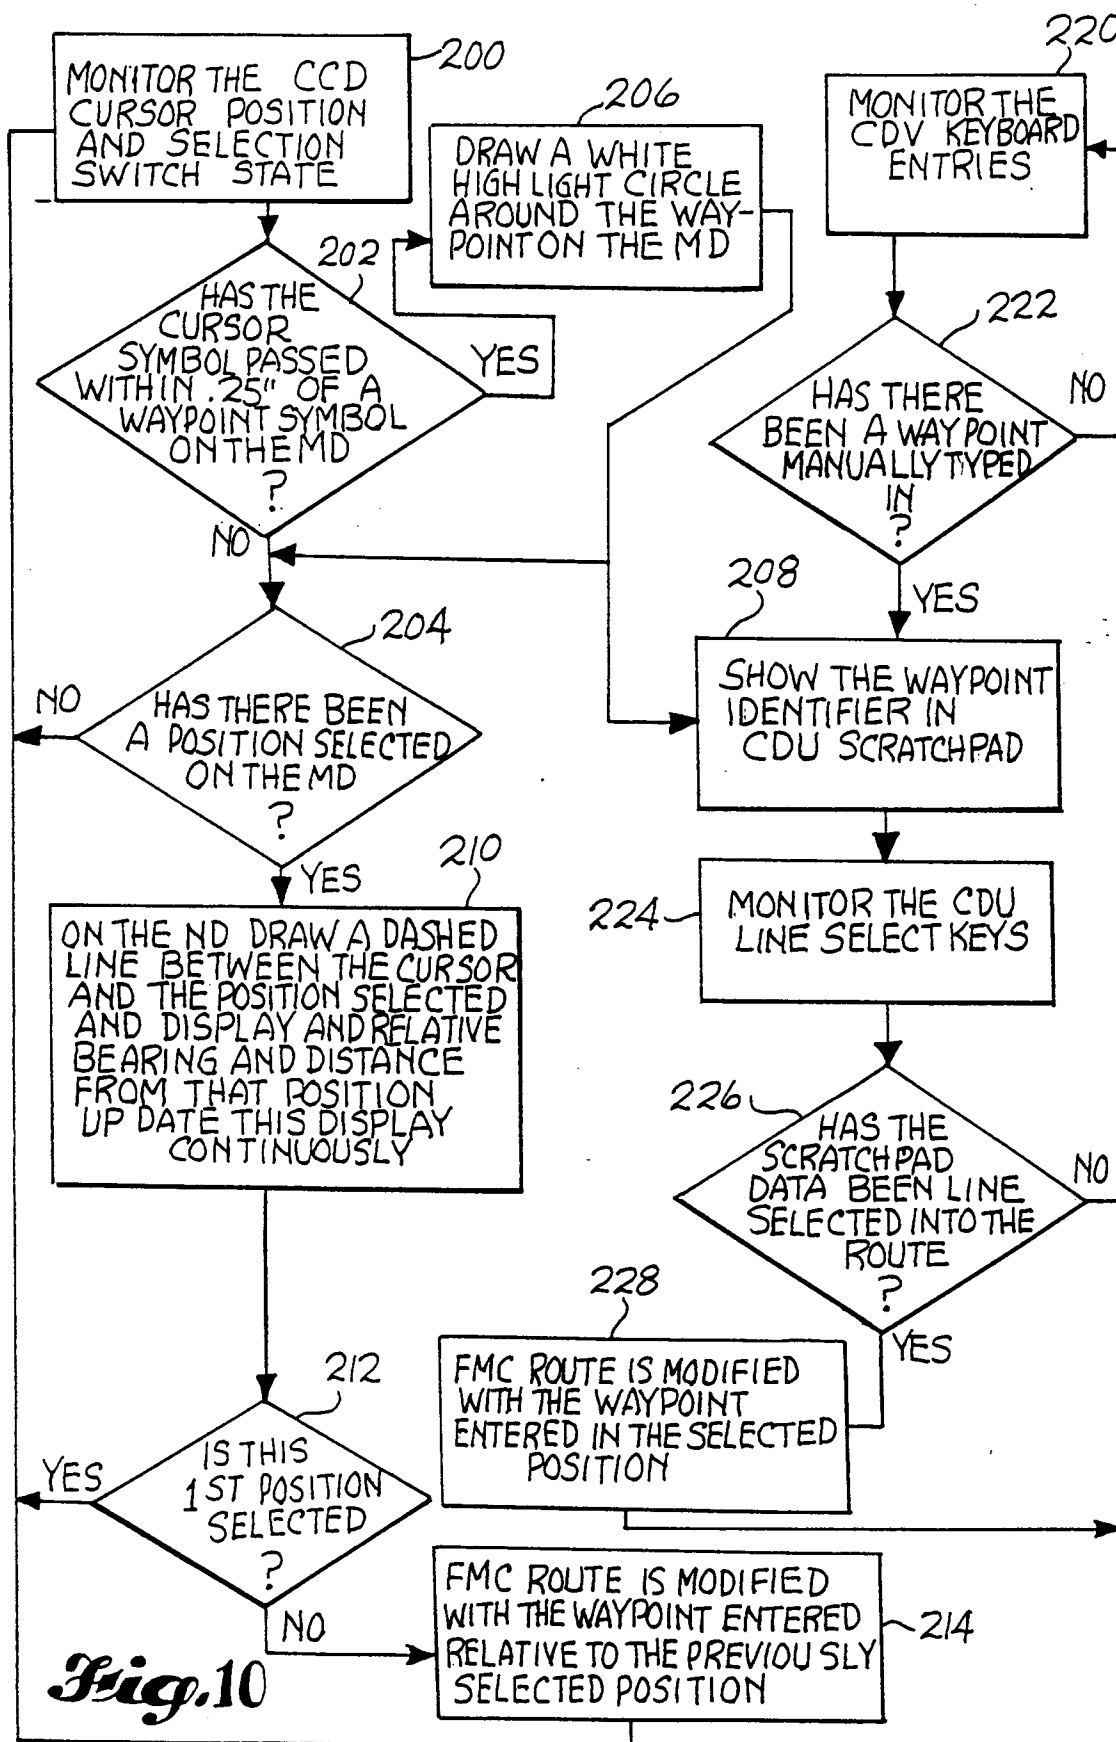 200
MONITOR THE CCD
CURSOR POSITION
AND SELECTION
SWITCH STATE
202
HAS THE
CURSOR
SYMBOL PASSED
WITHIN .25" OF A
WAYPOINT SYMBOL
ON THE MD
?
YES
NO
206
DRAW A WHITE
HIGH LIGHT CIRCLE
AROUND THE WAY-
POINT ON THE MD
204
HAS THERE BEEN
A POSITION SELECTED
ON THE MD
?
NO
YES
210
ON THE ND DRAW A DASHED
LINE BETWEEN THE CURSOR
AND THE POSITION SELECTED
AND DISPLAY AND RELATIVE
BEARING AND DISTANCE
FROM THAT POSITION
UP DATE THIS DISPLAY
CONTINUOUSLY
212
IS THIS
1ST POSITION
SELECTED
?
YES
NO
214
FMC ROUTE IS MODIFIED
WITH THE WAYPOINT ENTERED
RELATIVE TO THE PREVIOUSLY
SELECTED POSITION
220
MONITOR THE
CDV KEYBOARD
ENTRIES
222
HAS THERE
BEEN A WAYPOINT
MANUALLY TYPED
IN
?
NO
YES
208
SHOW THE WAYPOINT
IDENTIFIER IN
CDU SCRATCHPAD
224
MONITOR THE CDU
LINE SELECT KEYS
226
HAS THE
SCRATCHPAD
DATA BEEN LINE
SELECTED INTO THE
ROUTE
?
NO
YES
228
FMC ROUTE IS MODIFIED
WITH THE WAYPOINT
ENTERED IN THE SELECTED
POSITION
Fig.10